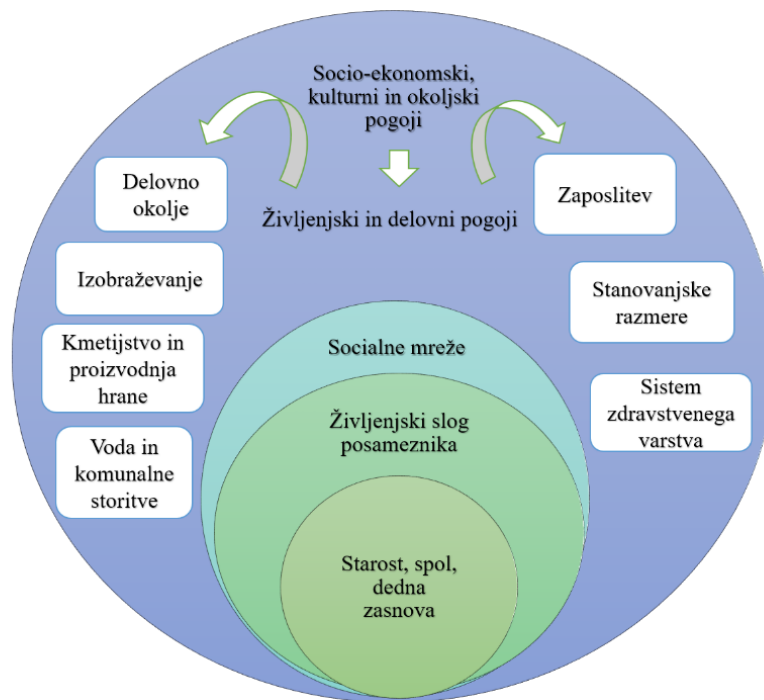 Socio-ekonomski,
kulturni in okoljski
pogoji
Delovno
okolje
Življenjski in delovni pogoji
Zaposlitev
Izobraževanje
Stanovanjske
razmere
Kmetijstvo in
proizvodnja
hrane
Socialne mreže
Sistem
zdravstvenega
varstva
Življenjski slog
posameznika
Voda in
komunalne
storitve
Starost, spol,
dedna
zasnova